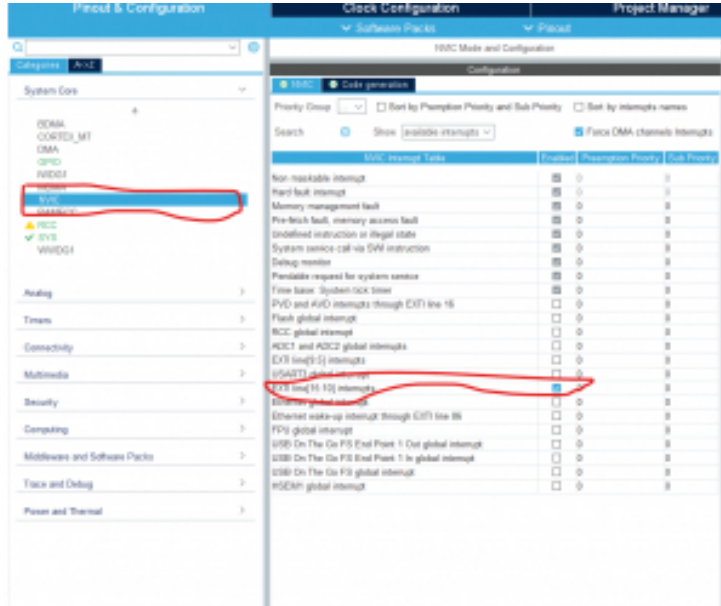 Pinout & Configuration
Clock Configuration
Project Manager
Software Packs
Pinout
NVIC Mode and Configuration
Categories A->Z
Configuration
System Core
NVIC Code generation
Priority Group
Sort by Premption Priority and Sub Priority
Sort by interrupts names
Search
Show available interrupts
Force DMA channels Interrupts
BDMA
CORTEX_M7
DMA
GPIO
IWDG1
MDMA
NVIC
RAMECC
RCC
SYS
WWDG1
Analog
Timers
Connectivity
Multimedia
Security
Computing
Middleware and Software Packs
Trace and Debug
Power and Thermal
NVIC Interrupt Table Enabled Preemption Priority Sub Priority
Non maskable interrupt 0 0
Hard fault interrupt 0 0
Memory management fault 0 0
Pre-fetch fault, memory access fault 0 0
Undefined instruction or illegal state 0 0
System service call via SWI instruction 0 0
Debug monitor 0 0
Pendable request for system service 0 0
Time base: System tick timer 0 0
PVD and AVD interrupts through EXTI line 16 0 0
Flash global interrupt 0 0
RCC global interrupt 0 0
ADC1 and ADC2 global interrupts 0 0
EXTI line[9:5] interrupts 0 0
USART3 global interrupt 0 0
EXTI line[15:10] interrupts 0
Ethernet global interrupt 0 0
Ethernet wake-up interrupt through EXTI line 86 0 0
FPU global interrupt 0 0
USB On The Go FS End Point 1 Out global interrupt 0 0
USB On The Go FS End Point 1 In global interrupt 0 0
USB On The Go FS global interrupt 0 0
HSEM1 global interrupt 0 0